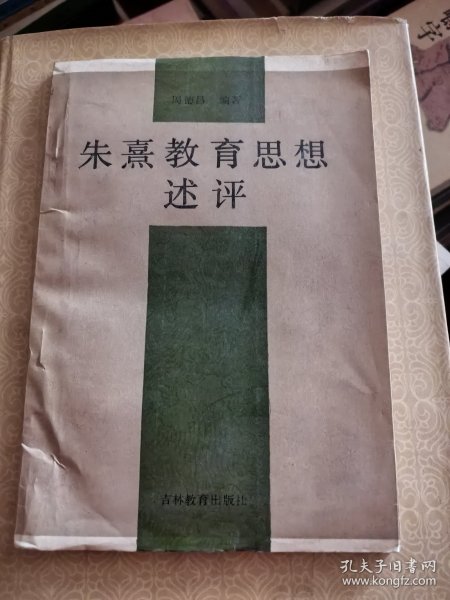 周德昌 编著
朱熹教育思想
述评
吉林教育出版社
孔夫子旧书网
www.kongfz.com